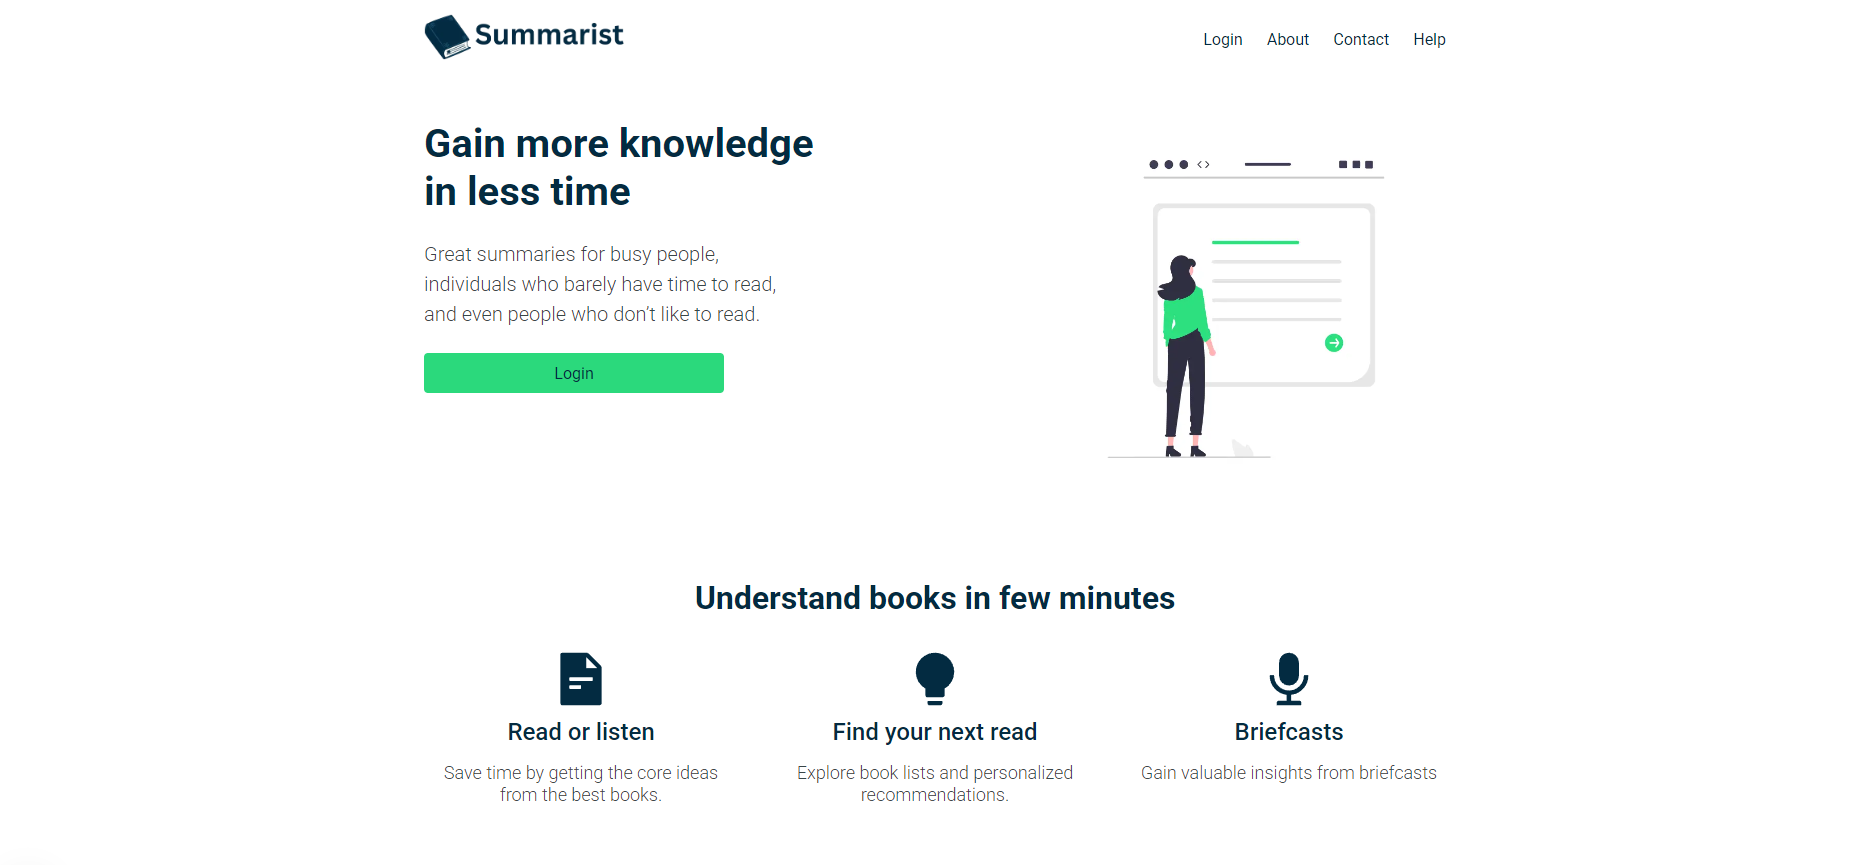 Summarist
Login
About
Contact
Help
Gain more knowledge
in less time
Great summaries for busy people,
individuals who barely have time to read,
and even people who don’t like to read.
Login
Understand books in few minutes
Read or listen
Save time by getting the core ideas
from the best books.
Find your next read
Explore book lists and personalized
recommendations.
Briefcasts
Gain valuable insights from briefcasts